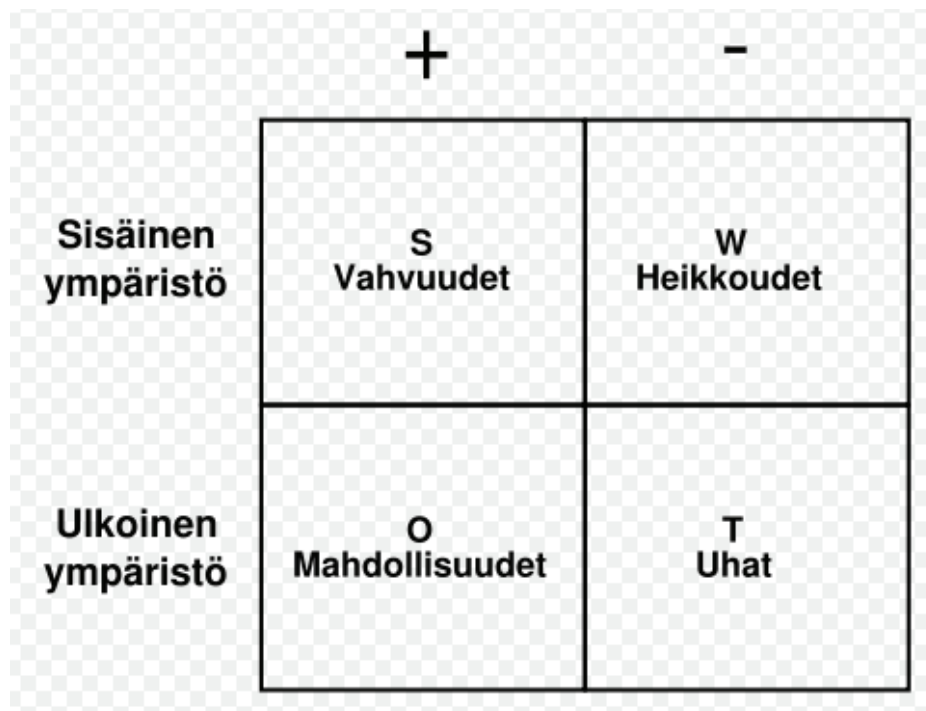 +
-
Sisäinen
ympäristö
S
Vahvuudet
W
Heikkoudet
Ulkoinen
ympäristö
O
Mahdollisuudet
T
Uhat